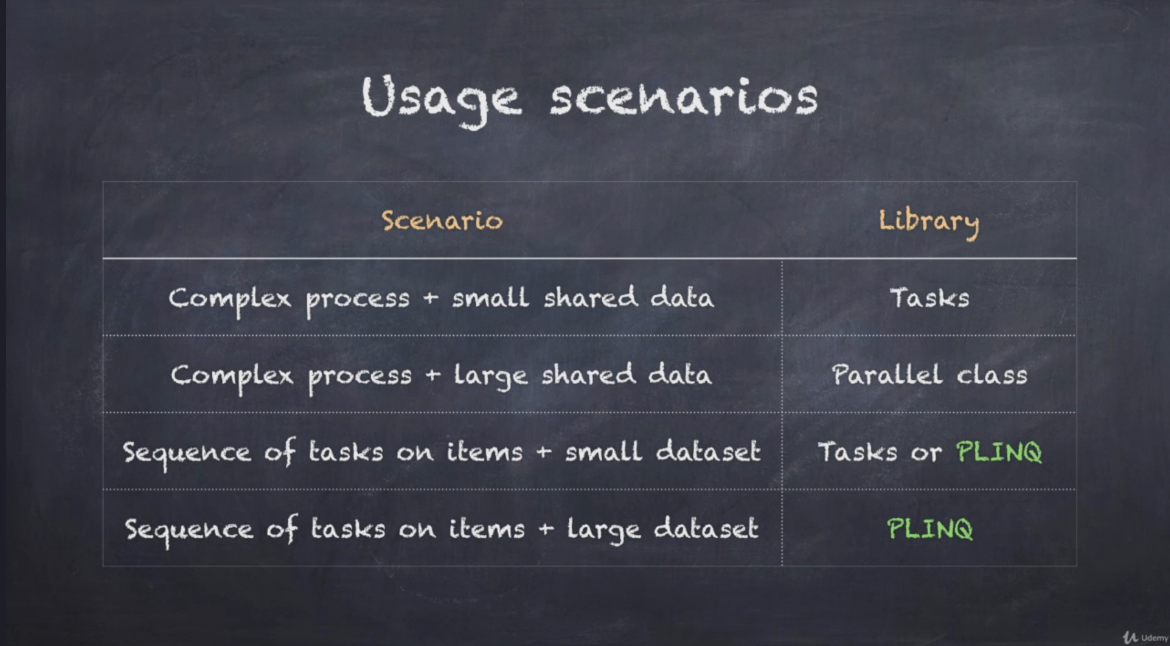 Usage scenarios
Scenario Library
Complex process + small shared data Tasks
Complex process + large shared data Parallel class
Sequence of tasks on items + small dataset Tasks or PLINQ
Sequence of tasks on items + large dataset PLINQ
Udemy